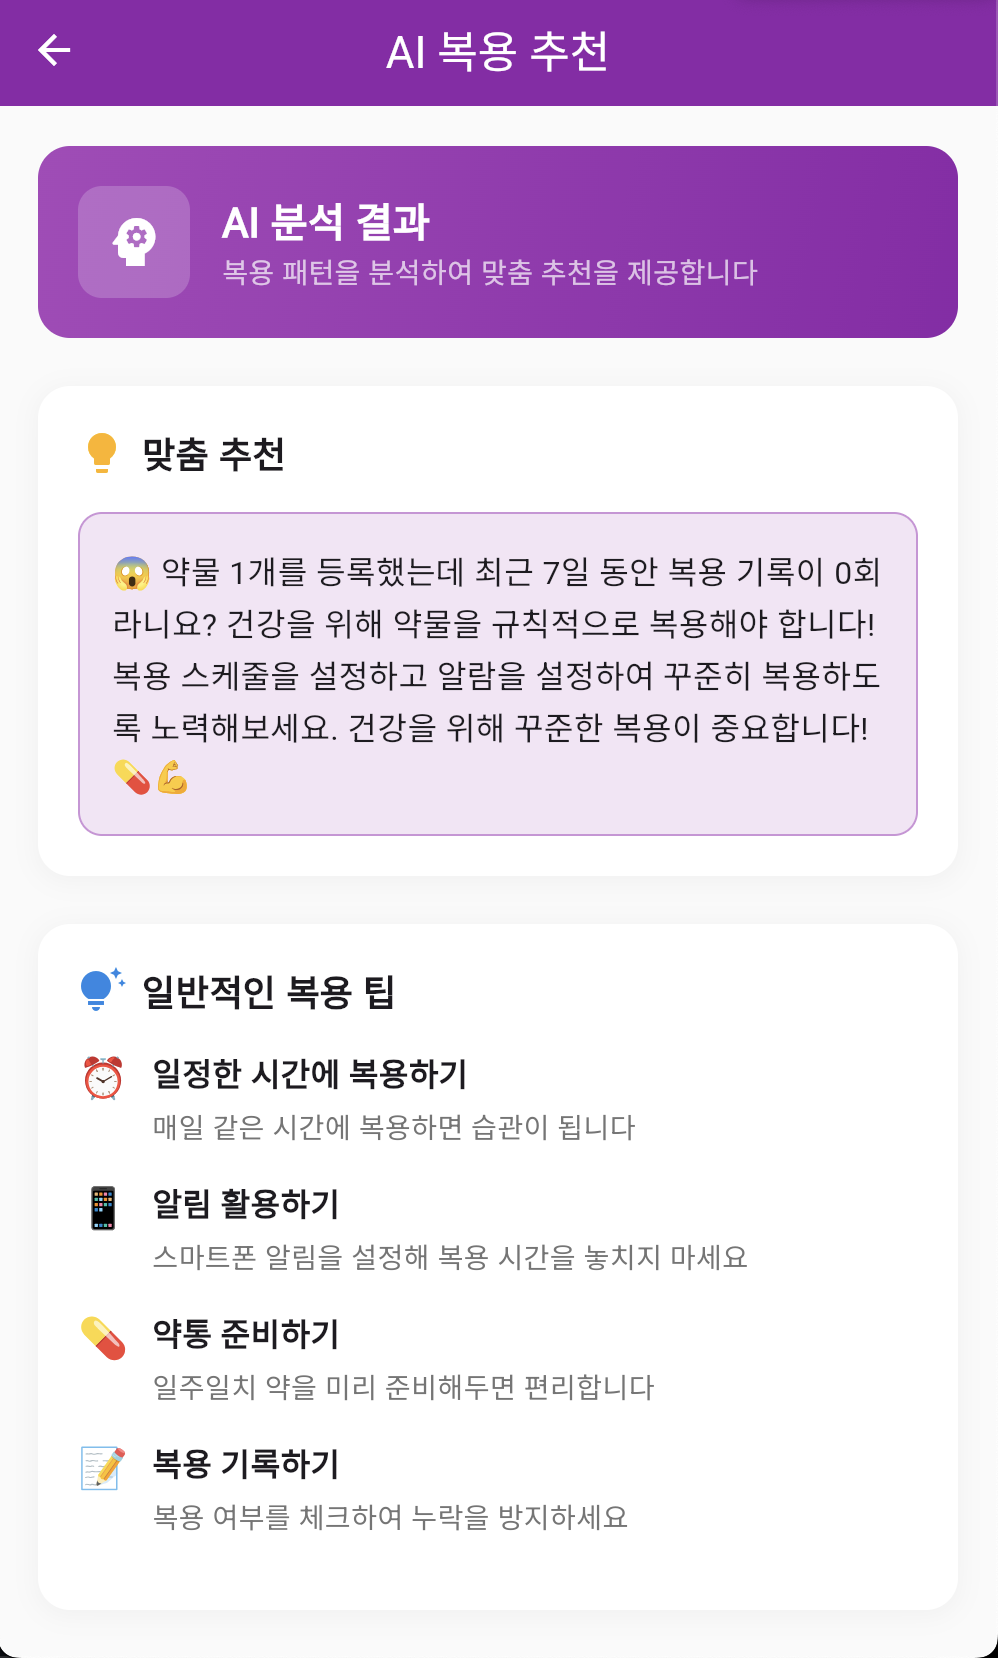 AI 복용 추천
AI 분석 결과
복용 패턴을 분석하여 맞춤 추천을 제공합니다
맞춤 추천
😱 약물 1개를 등록했는데 최근 7일 동안 복용 기록이 0회
라니요? 건강을 위해 약물을 규칙적으로 복용해야 합니다!
복용 스케줄을 설정하고 알람을 설정하여 꾸준히 복용하도
록 노력해보세요. 건강을 위해 꾸준한 복용이 중요합니다!
💊💪
일반적인 복용 팁
일정한 시간에 복용하기
매일 같은 시간에 복용하면 습관이 됩니다
알림 활용하기
스마트폰 알림을 설정해 복용 시간을 놓치지 마세요
약통 준비하기
일주일치 약을 미리 준비해두면 편리합니다
복용 기록하기
복용 여부를 체크하여 누락을 방지하세요